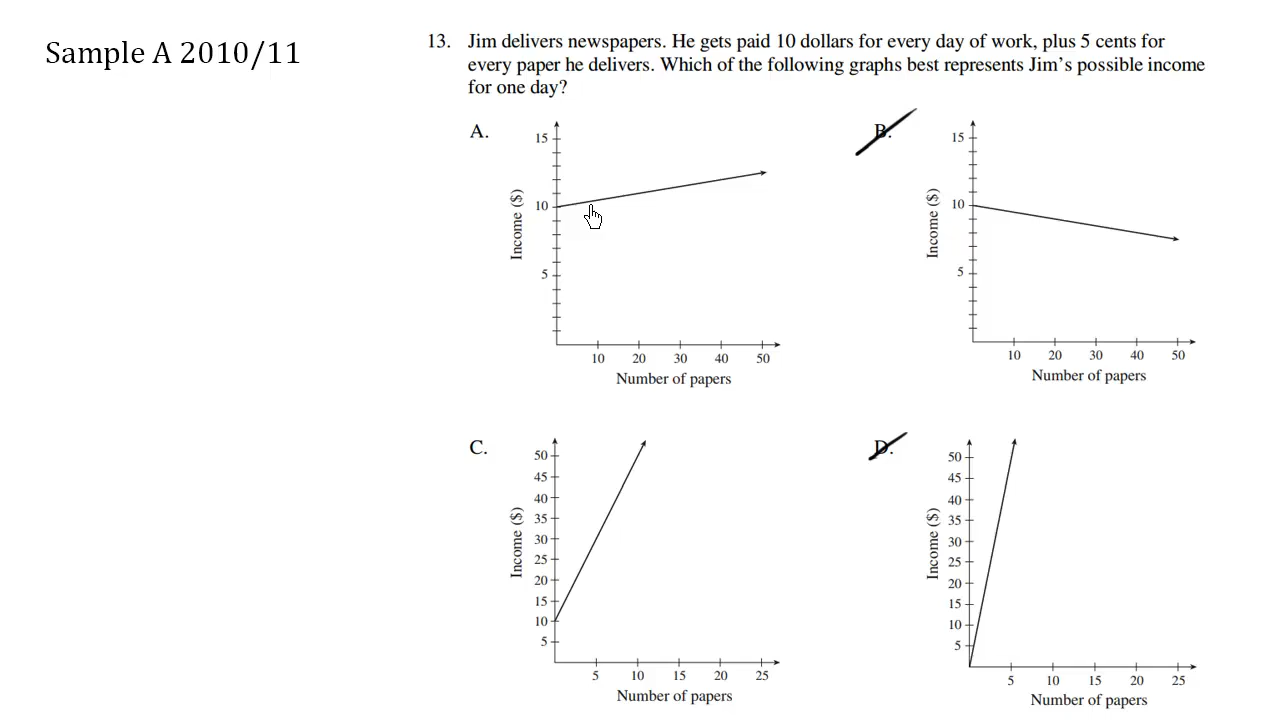 Sample A 2010/11
13. Jim delivers newspapers. He gets paid 10 dollars for every day of work, plus 5 cents for
every paper he delivers. Which of the following graphs best represents Jim's possible income
for one day?
A.
15
10
5
Income ($)
10 20 30 40 50
Number of papers
B.
15
10
5
Income ($)
10 20 30 40 50
Number of papers
C.
50
45
40
35
30
25
20
15
10
5
Income ($)
5 10 15 20 25
Number of papers
D.
50
45
40
35
30
25
20
15
10
5
Income ($)
5 10 15 20 25
Number of papers